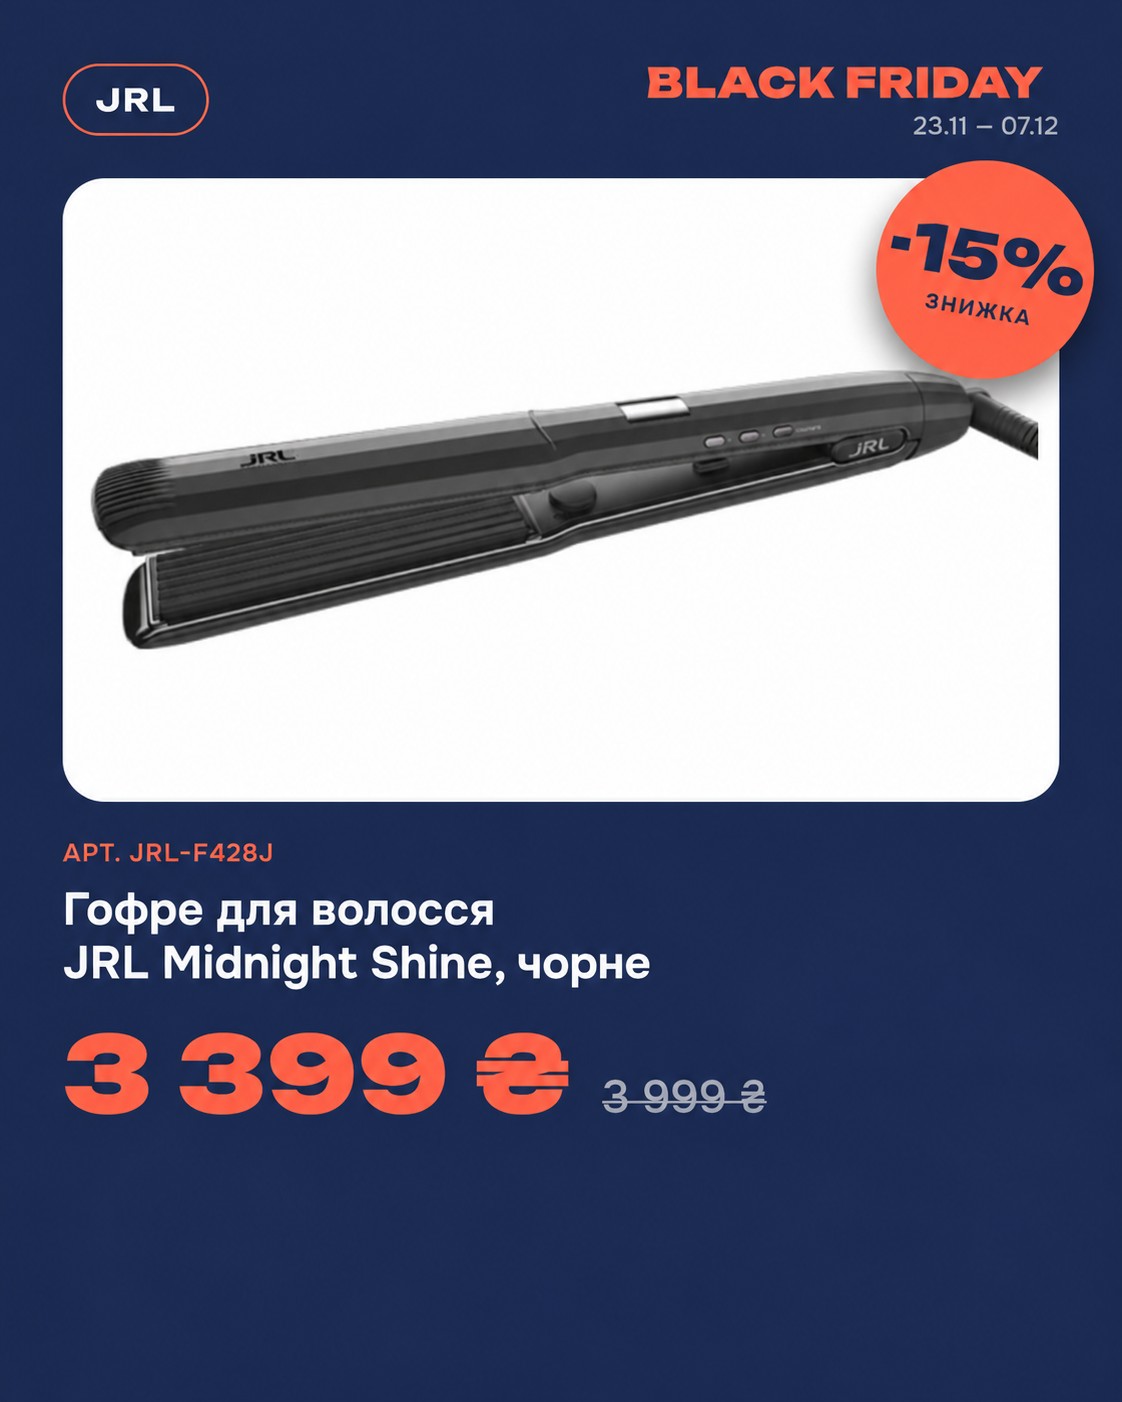 JRL
BLACK FRIDAY
23.11 – 07.12
-15%
ЗНИЖКА
JRL
JRL
АРТ. JRL-F428J
Гофре для волосся
JRL Midnight Shine, чорне
3 399 ₴
3 999 ₴